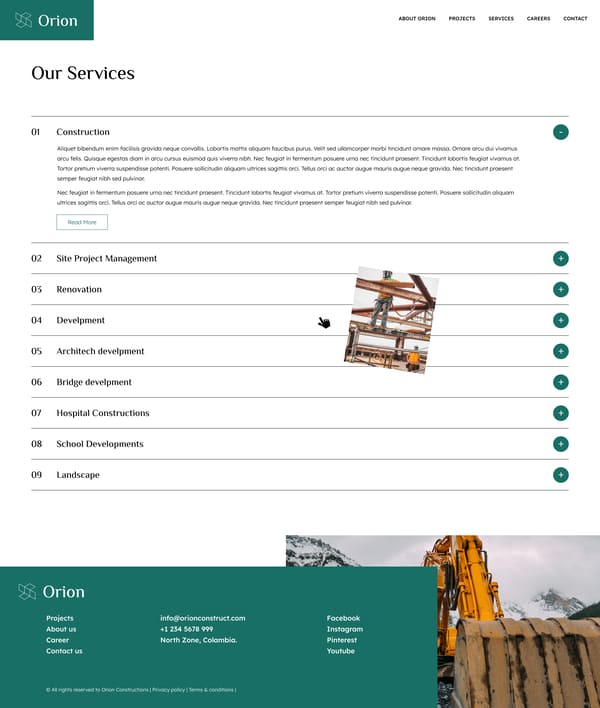 Orion
ABOUT ORION PROJECTS SERVICES CAREERS CONTACT
Our Services
01 Construction -
Aliquet bibendum enim facilisis gravida neque convallis. Lobortis mattis aliquam faucibus purus. Velit sed ullamcorper morbi tincidunt ornare massa. Ornare arcu dui vivamus
arcu felis. Quisque egestas diam in arcu cursus euismod quis viverra nibh. Nec feugiat in fermentum posuere urna nec tincidunt praesent. Tincidunt lobortis feugiat vivamus at.
Tortor pretium viverra suspendisse potenti. Posuere sollicitudin aliquam ultrices sagittis orci. Tellus orci ac auctor augue mauris augue neque gravida. Nec tincidunt praesent
semper feugiat nibh sed pulvinar.
Nec feugiat in fermentum posuere urna nec tincidunt praesent. Tincidunt lobortis feugiat vivamus at. Tortor pretium viverra suspendisse potenti. Posuere sollicitudin aliquam
ultrices sagittis orci. Tellus orci ac auctor augue mauris augue neque gravida. Nec tincidunt praesent semper feugiat nibh sed pulvinar.
Read More
02 Site Project Management +
03 Renovation +
04 Develpment +
05 Architech develpment +
06 Bridge develpment +
07 Hospital Constructions +
08 School Developments +
09 Landscape +
Orion
Projects info@orionconstruct.com Facebook
About us +1 234 5678 999 Instagram
Career North Zone, Colambia. Pinterest
Contact us Youtube
© All rights reserved to Orion Constructions | Privacy policy | Terms & conditions |